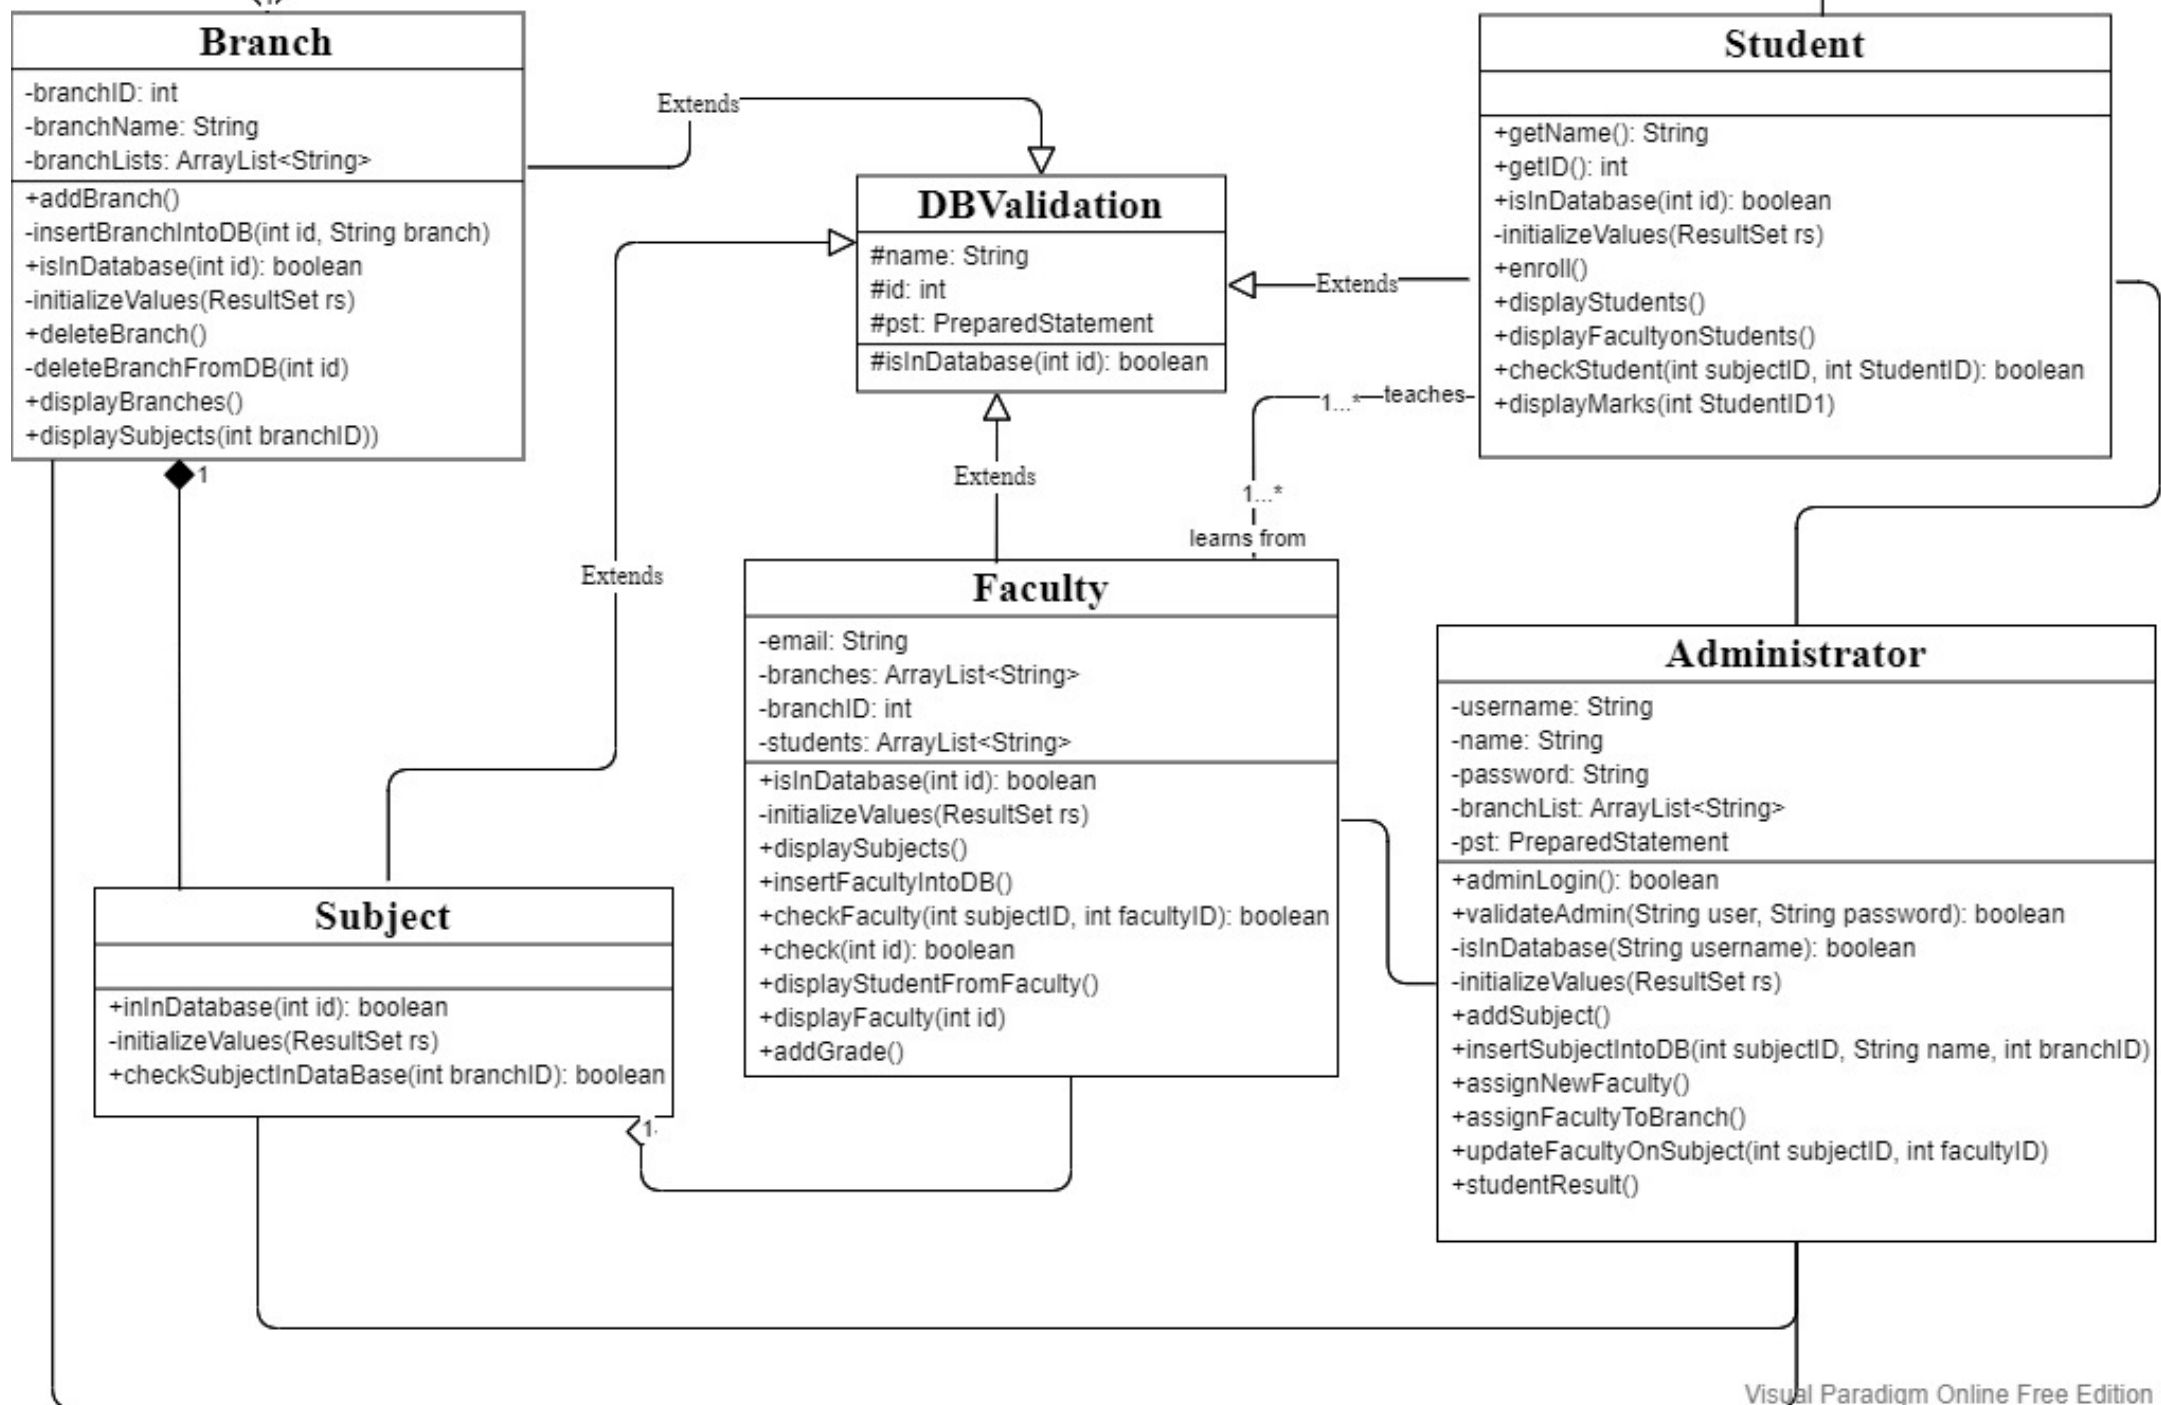 Branch
-branchID: int
-branchName: String
-branchLists: ArrayList<String>
+addBranch()
-insertBranchIntoDB(int id, String branch)
+isInDatabase(int id): boolean
-initializeValues(ResultSet rs)
+deleteBranch()
-deleteBranchFromDB(int id)
+displayBranches()
+displaySubjects(int branchID))
1
Extends
DBValidation
#name: String
#id: int
#pst: PreparedStatement
#isInDatabase(int id): boolean
Extends
Extends
Extends
Student
+getName(): String
+getID(): int
+isInDatabase(int id): boolean
-initializeValues(ResultSet rs)
+enroll()
+displayStudents()
+displayFacultyonStudents()
+checkStudent(int subjectID, int StudentID): boolean
+displayMarks(int StudentID1)
1...*
teaches
1...*
learns from
Faculty
-email: String
-branches: ArrayList<String>
-branchID: int
-students: ArrayList<String>
+isInDatabase(int id): boolean
-initializeValues(ResultSet rs)
+displaySubjects()
+insertFacultyIntoDB()
+checkFaculty(int subjectID, int facultyID): boolean
+check(int id): boolean
+displayStudentFromFaculty()
+displayFaculty(int id)
+addGrade()
Administrator
-username: String
-name: String
-password: String
-branchList: ArrayList<String>
-pst: PreparedStatement
+adminLogin(): boolean
+validateAdmin(String user, String password): boolean
-isInDatabase(String username): boolean
-initializeValues(ResultSet rs)
+addSubject()
+insertSubjectIntoDB(int subjectID, String name, int branchID)
+assignNewFaculty()
+assignFacultyToBranch()
+updateFacultyOnSubject(int subjectID, int facultyID)
+studentResult()
Subject
+inInDatabase(int id): boolean
-initializeValues(ResultSet rs)
+checkSubjectInDataBase(int branchID): boolean
1
Visual Paradigm Online Free Edition